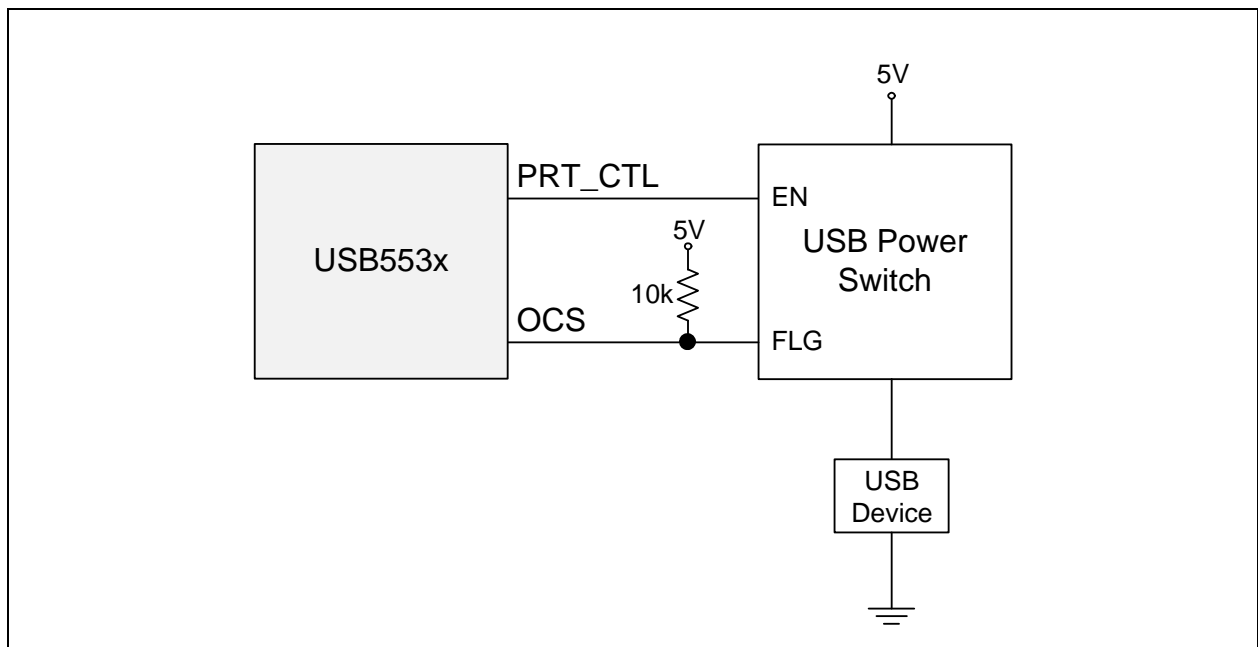 5V
PRT_CTL
EN
USB553x
5V
USB Power
Switch
10k
OCS
FLG
USB
Device